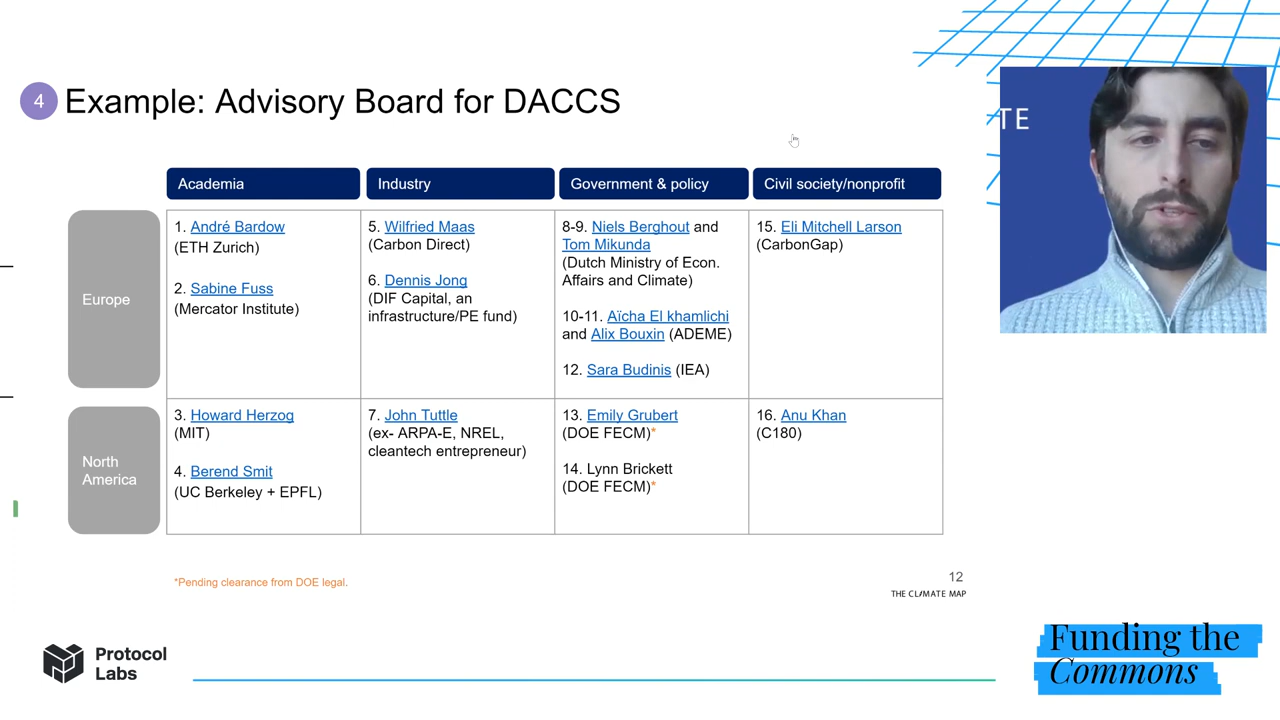 4 Example: Advisory Board for DACCS
TE
Academia
Industry
Government & policy
Civil society/nonprofit
Europe
1. André Bardow
(ETH Zurich)
2. Sabine Fuss
(Mercator Institute)
5. Wilfried Maas
(Carbon Direct)
6. Dennis Jong
(DIF Capital, an
infrastructure/PE fund)
8-9. Niels Berghout and
Tom Mikunda
(Dutch Ministry of Econ.
Affairs and Climate)
10-11. Aïcha El khamlichi
and Alix Bouxin (ADEME)
12. Sara Budinis (IEA)
15. Eli Mitchell Larson
(CarbonGap)
North
America
3. Howard Herzog
(MIT)
4. Berend Smit
(UC Berkeley + EPFL)
7. John Tuttle
(ex- ARPA-E, NREL,
cleantech entrepreneur)
13. Emily Grubert
(DOE FECM)*
14. Lynn Brickett
(DOE FECM)*
16. Anu Khan
(C180)
*Pending clearance from DOE legal.
12
THE CLIMATE MAP
Protocol
Labs
Funding the
Commons